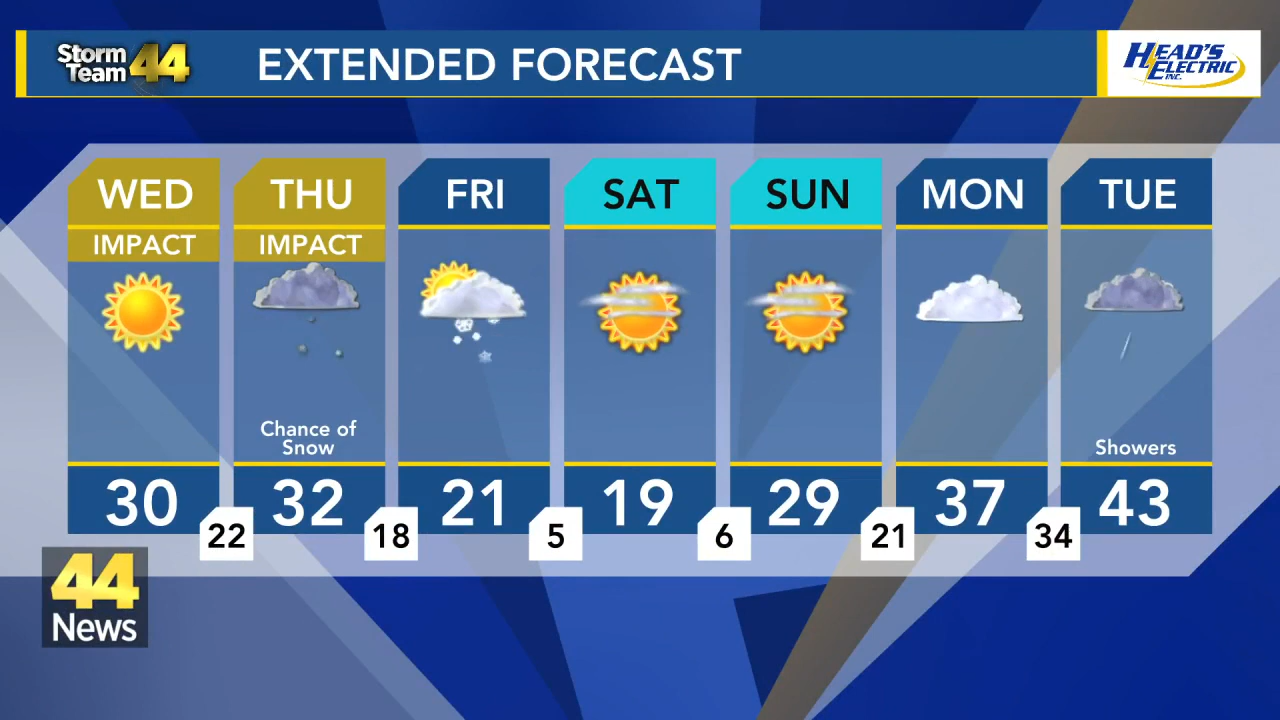 Storm
Team 44
EXTENDED FORECAST
HEAD'S
ELECTRIC
INC.
WED THU FRI SAT SUN MON TUE
IMPACT IMPACT
Chance of
Snow
Showers
30 32 21 19 29 37 43
22 18 5 6 21 34
44
News